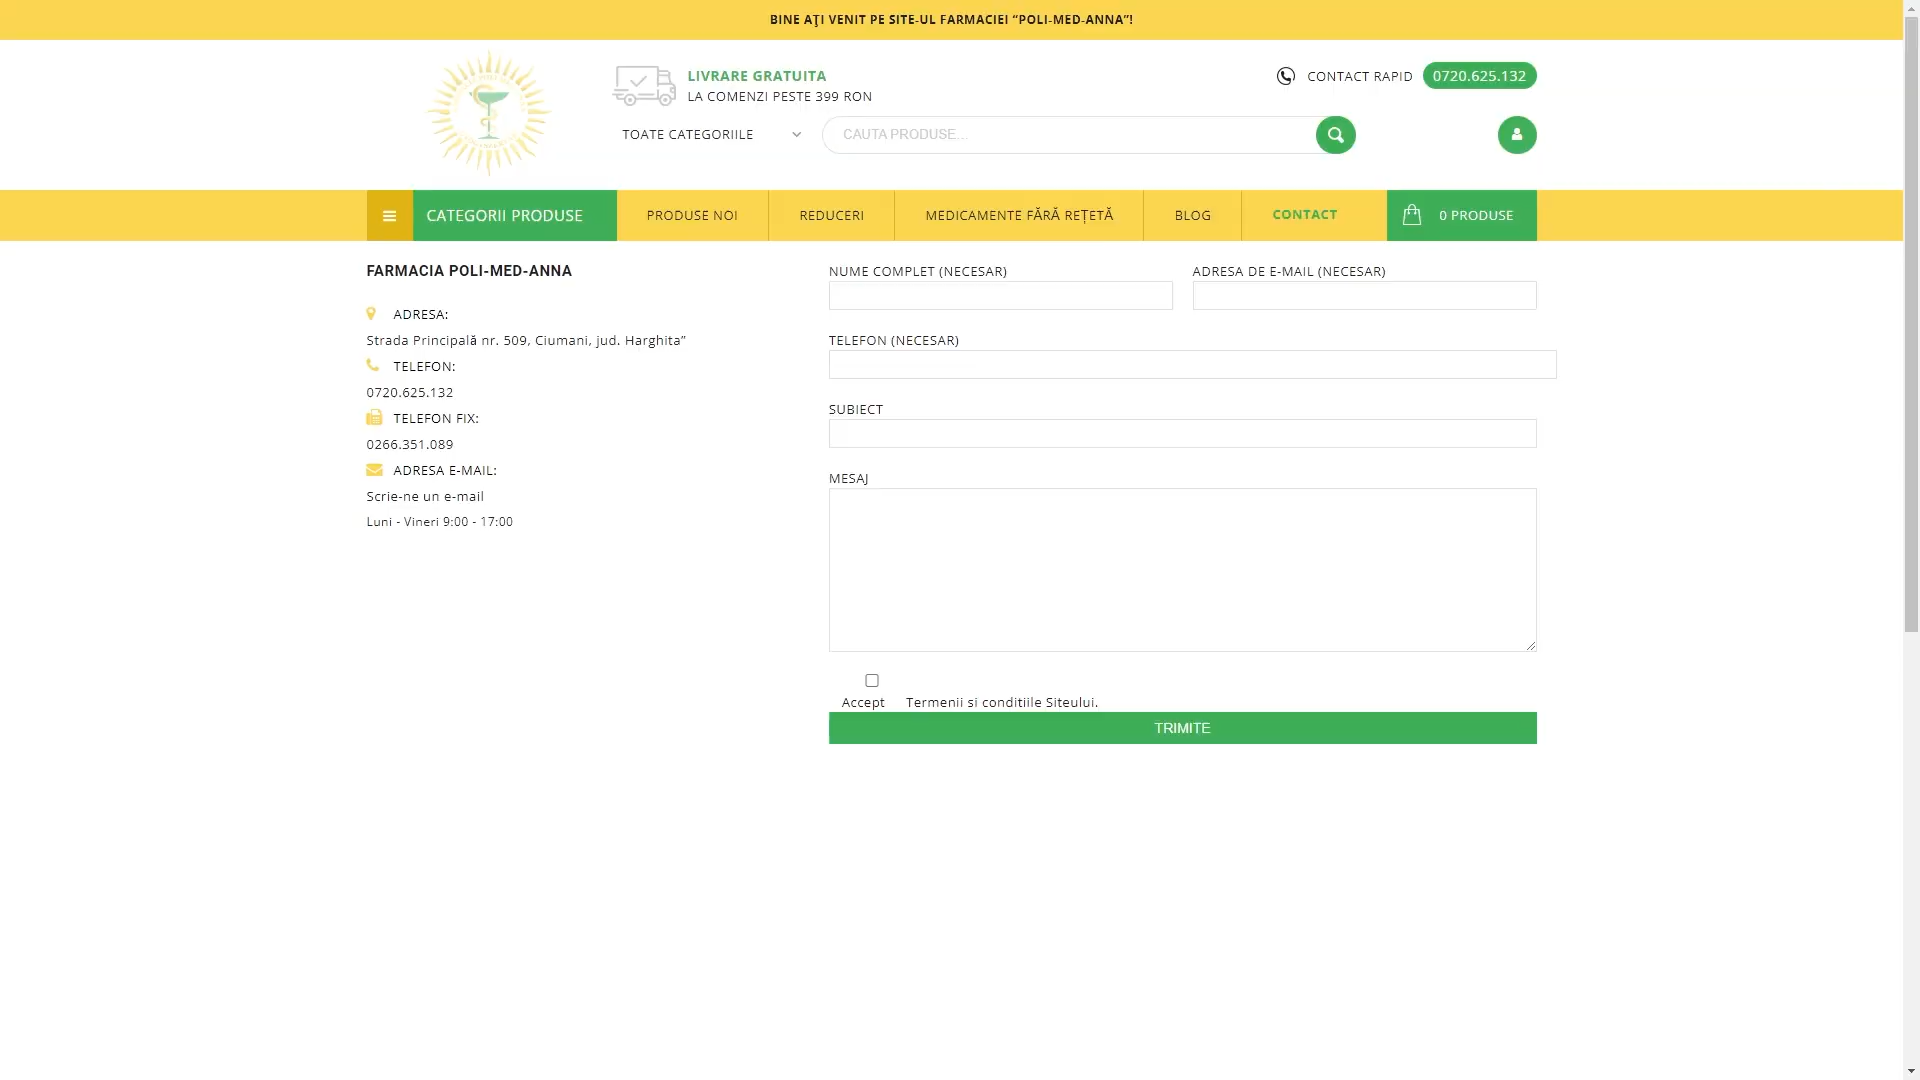 BINE AȚI VENIT PE SITE-UL FARMACIEI “POLI-MED-ANNA”!
LIVRARE GRATUITA
LA COMENZI PESTE 399 RON
CONTACT RAPID 0720.625.132
TOATE CATEGORIILE
CAUTA PRODUSE...
CATEGORII PRODUSE
PRODUSE NOI
REDUCERI
MEDICAMENTE FĂRĂ REȚETĂ
BLOG
CONTACT
0 PRODUSE
FARMACIA POLI-MED-ANNA
ADRESA:
Strada Principală nr. 509, Ciumani, jud. Harghita”
TELEFON:
0720.625.132
TELEFON FIX:
0266.351.089
ADRESA E-MAIL:
Scrie-ne un e-mail
Luni - Vineri 9:00 - 17:00
NUME COMPLET (NECESAR)
ADRESA DE E-MAIL (NECESAR)
TELEFON (NECESAR)
SUBIECT
MESAJ
Accept Termenii si conditiile Siteului.
TRIMITE